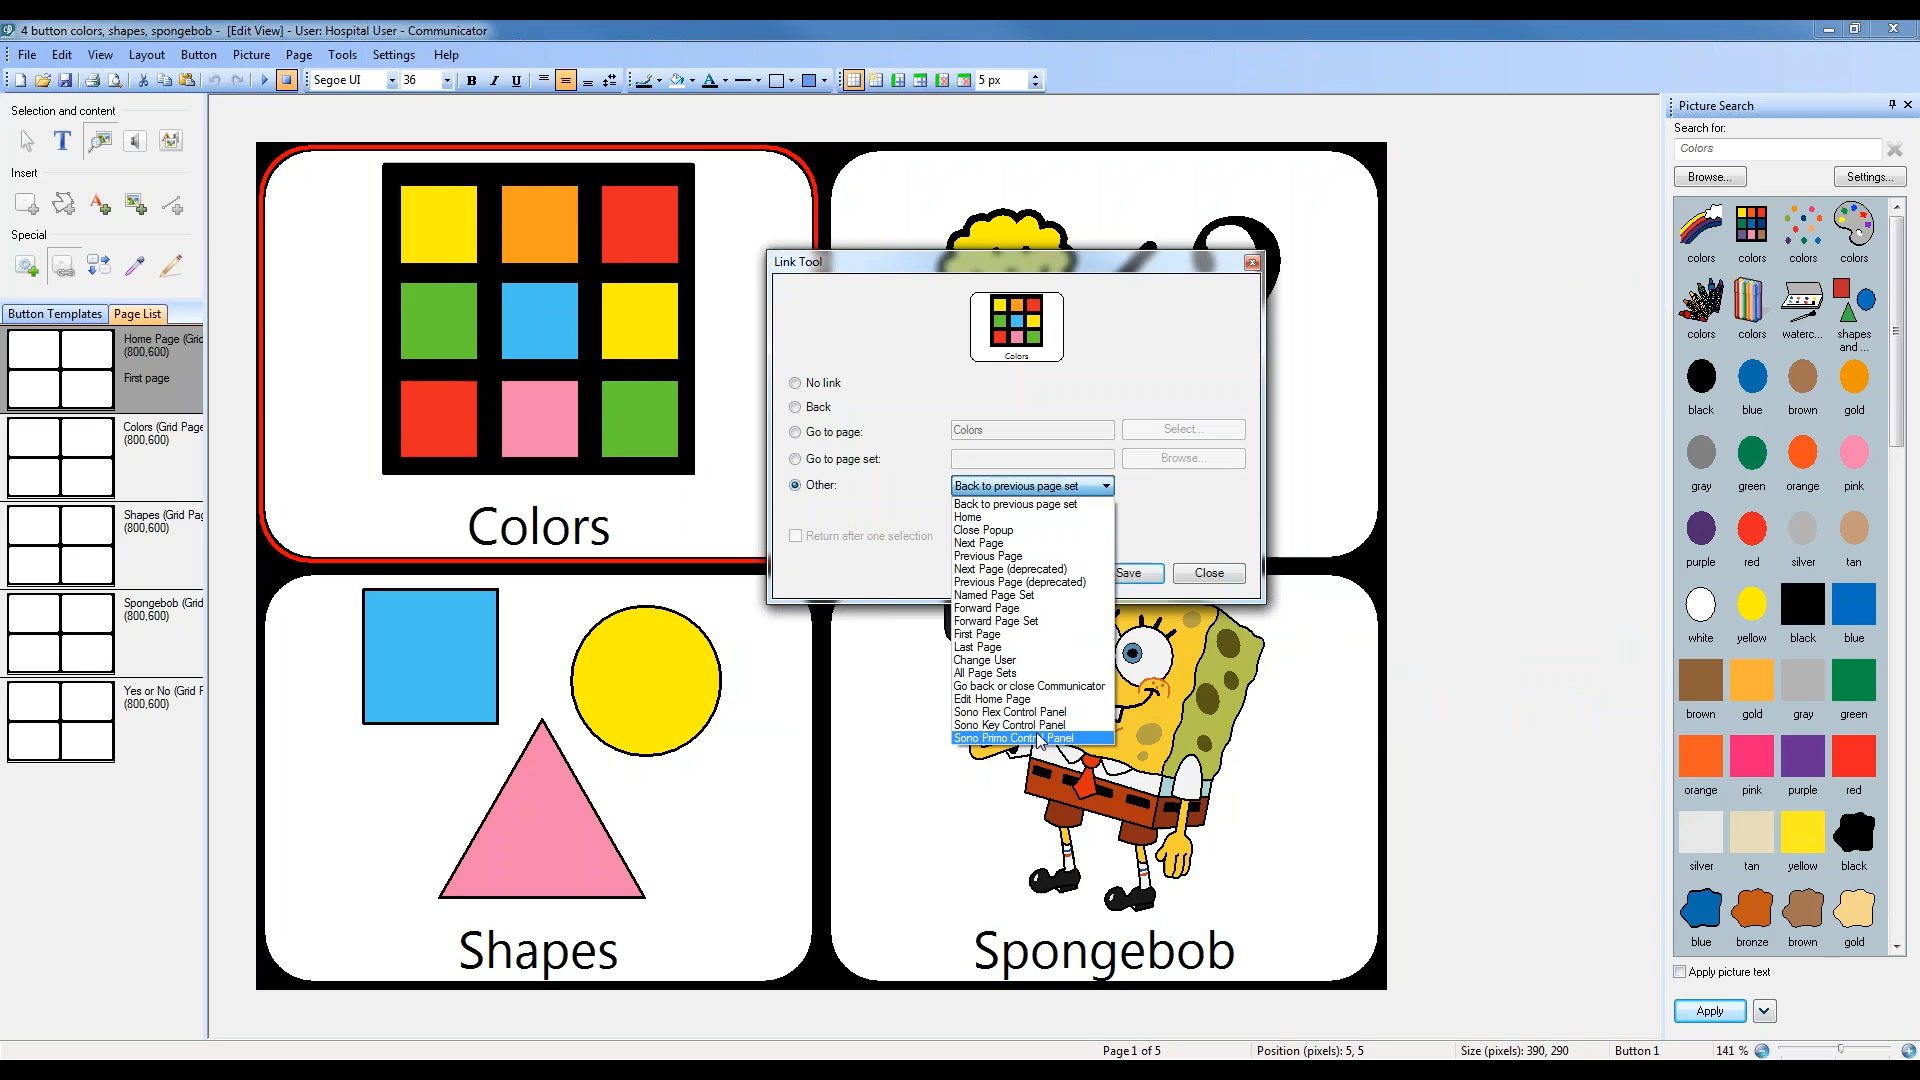 4 button colors, shapes, spongebob - [Edit View] - User: Hospital User - Communicator
File Edit View Layout Button Picture Page Tools Settings Help
Segoe UI 36 B I U A 5 px
Selection and content
T
Insert
Special
Button Templates Page List
Home Page (Grid
(800,600)
First page
Colors (Grid Page
(800,600)
Shapes (Grid Pag
(800,600)
Spongebob (Grid
(800,600)
Yes or No (Grid P
(800,600)
Colors
Shapes
Spongebob
Link Tool
Colors
No link
Back
Go to page: Colors Select...
Go to page set: Browse...
Other: Back to previous page set
Return after one selection
Save Close
Back to previous page set
Home
Close Popup
Next Page
Previous Page
Next Page (deprecated)
Previous Page (deprecated)
Named Page Set
Forward Page
Forward Page Set
First Page
Last Page
Change User
All Page Sets
Go back or close Communicator
Edit Home Page
Sono Flex Control Panel
Sono Key Control Panel
Sono Primo Control Panel
Picture Search
Search for:
Colors
Browse... Settings...
colors colors colors colors
colors colors waterc... shapes and ...
black blue brown gold
gray green orange pink
purple red silver tan
white yellow black blue
brown gold gray green
orange pink purple red
silver tan yellow black
blue bronze brown gold
Apply picture text
Apply
Page 1 of 5 Position (pixels): 5, 5 Size (pixels): 390, 290 Button 1 141 %